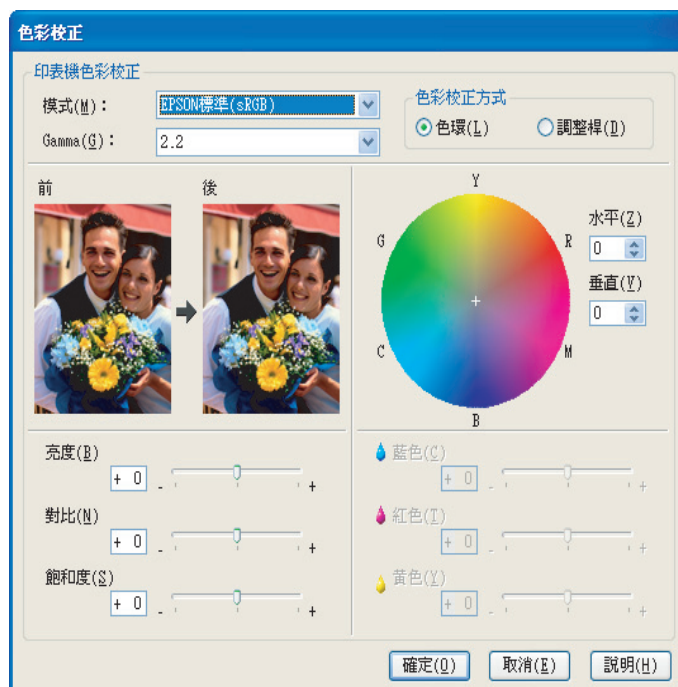 色彩校正
印表機色彩校正
模式(M)：
EPSON標準(sRGB)
Gamma(G)：
2.2
色彩校正方式
色環(L)
調整桿(D)
前
後
Y
G
R
C
M
B
水平(Z)
0
垂直(V)
0
亮度(B)
+ 0
- +
對比(N)
+ 0
- +
飽和度(S)
+ 0
- +
藍色(C)
+ 0
- +
紅色(T)
+ 0
- +
黃色(Y)
+ 0
- +
確定(O)
取消(E)
說明(H)